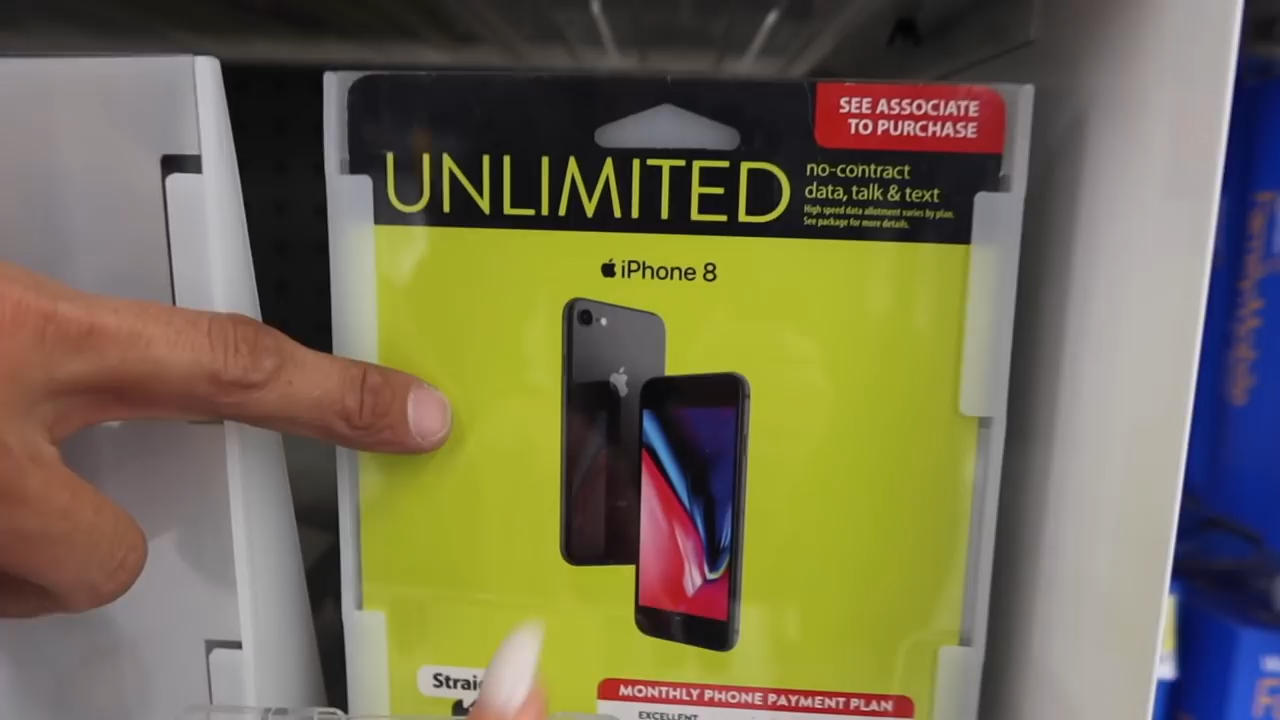 SEE ASSOCIATE
TO PURCHASE
UNLIMITED
no-contract
data, talk & text
High speed data allotment varies by plan.
See package for more details.
iPhone 8
MONTHLY PHONE PAYMENT PLAN
EXCELLENT